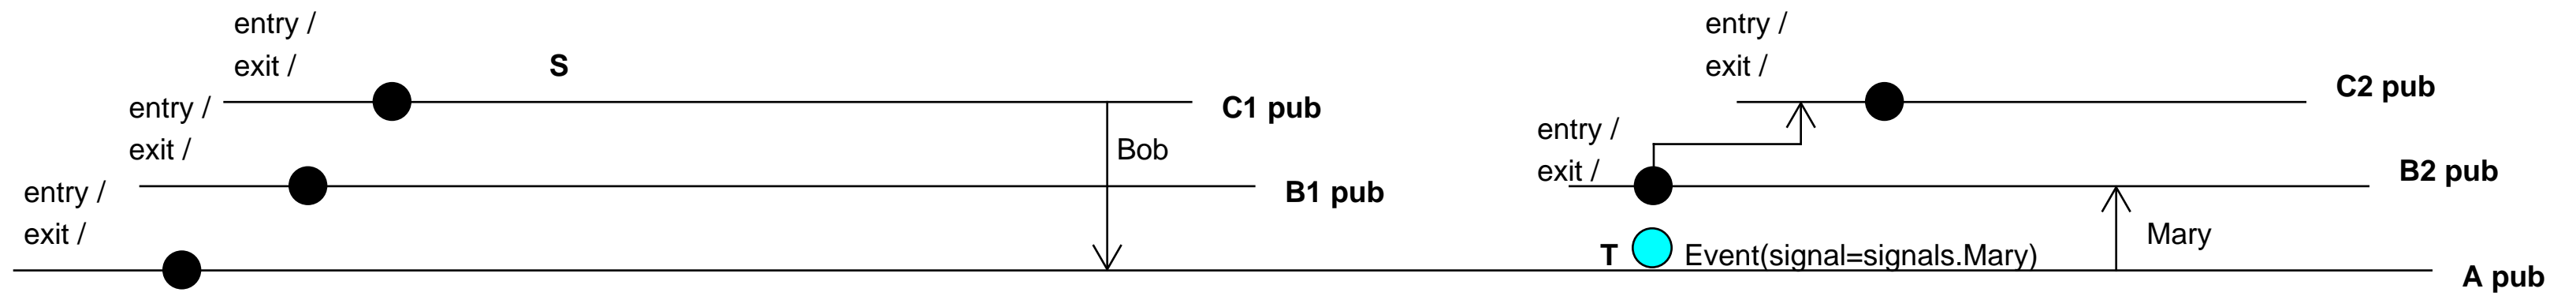 entry /
exit /
S
C1 pub
entry /
exit /
Bob
B1 pub
entry /
exit /
entry /
exit /
C2 pub
entry /
exit /
B2 pub
Mary
T
Event(signal=signals.Mary)
A pub